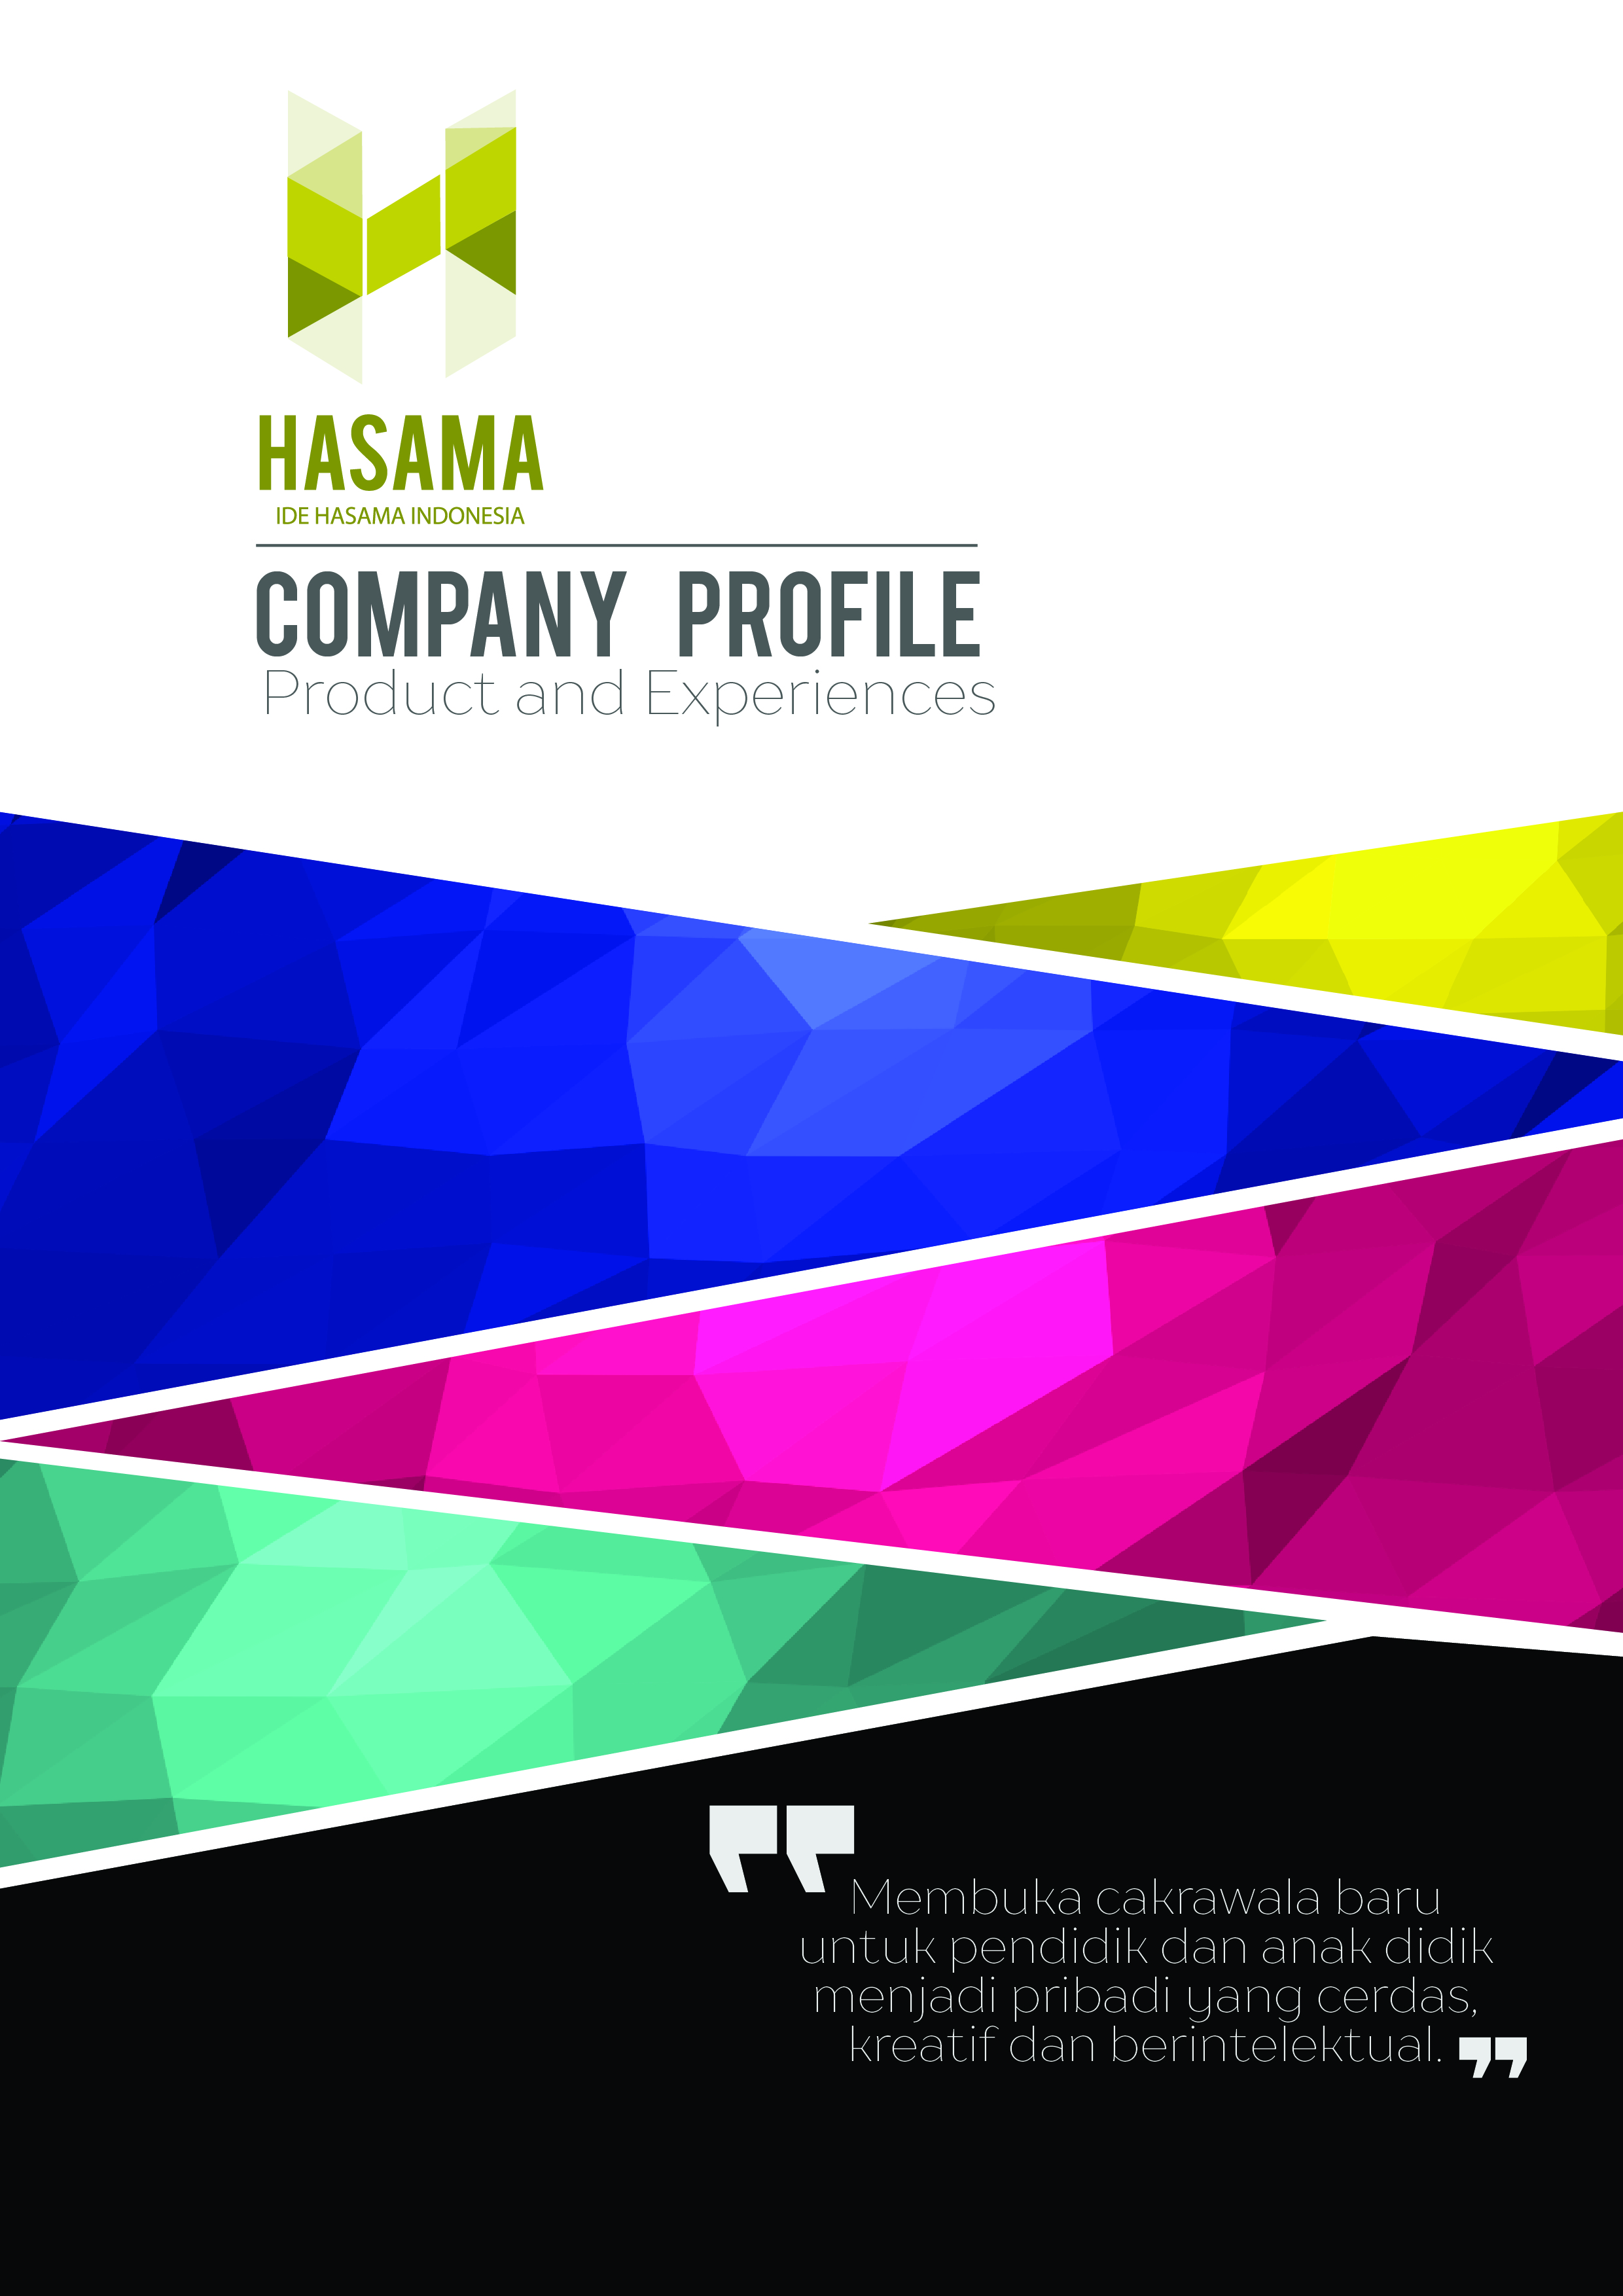 HASAMA
IDE HASAMA INDONESIA
COMPANY PROFILE
Product and Experiences
"Membuka cakrawala baru
untuk pendidik dan anak didik
menjadi pribadi yang cerdas,
kreatif dan berintelektual."